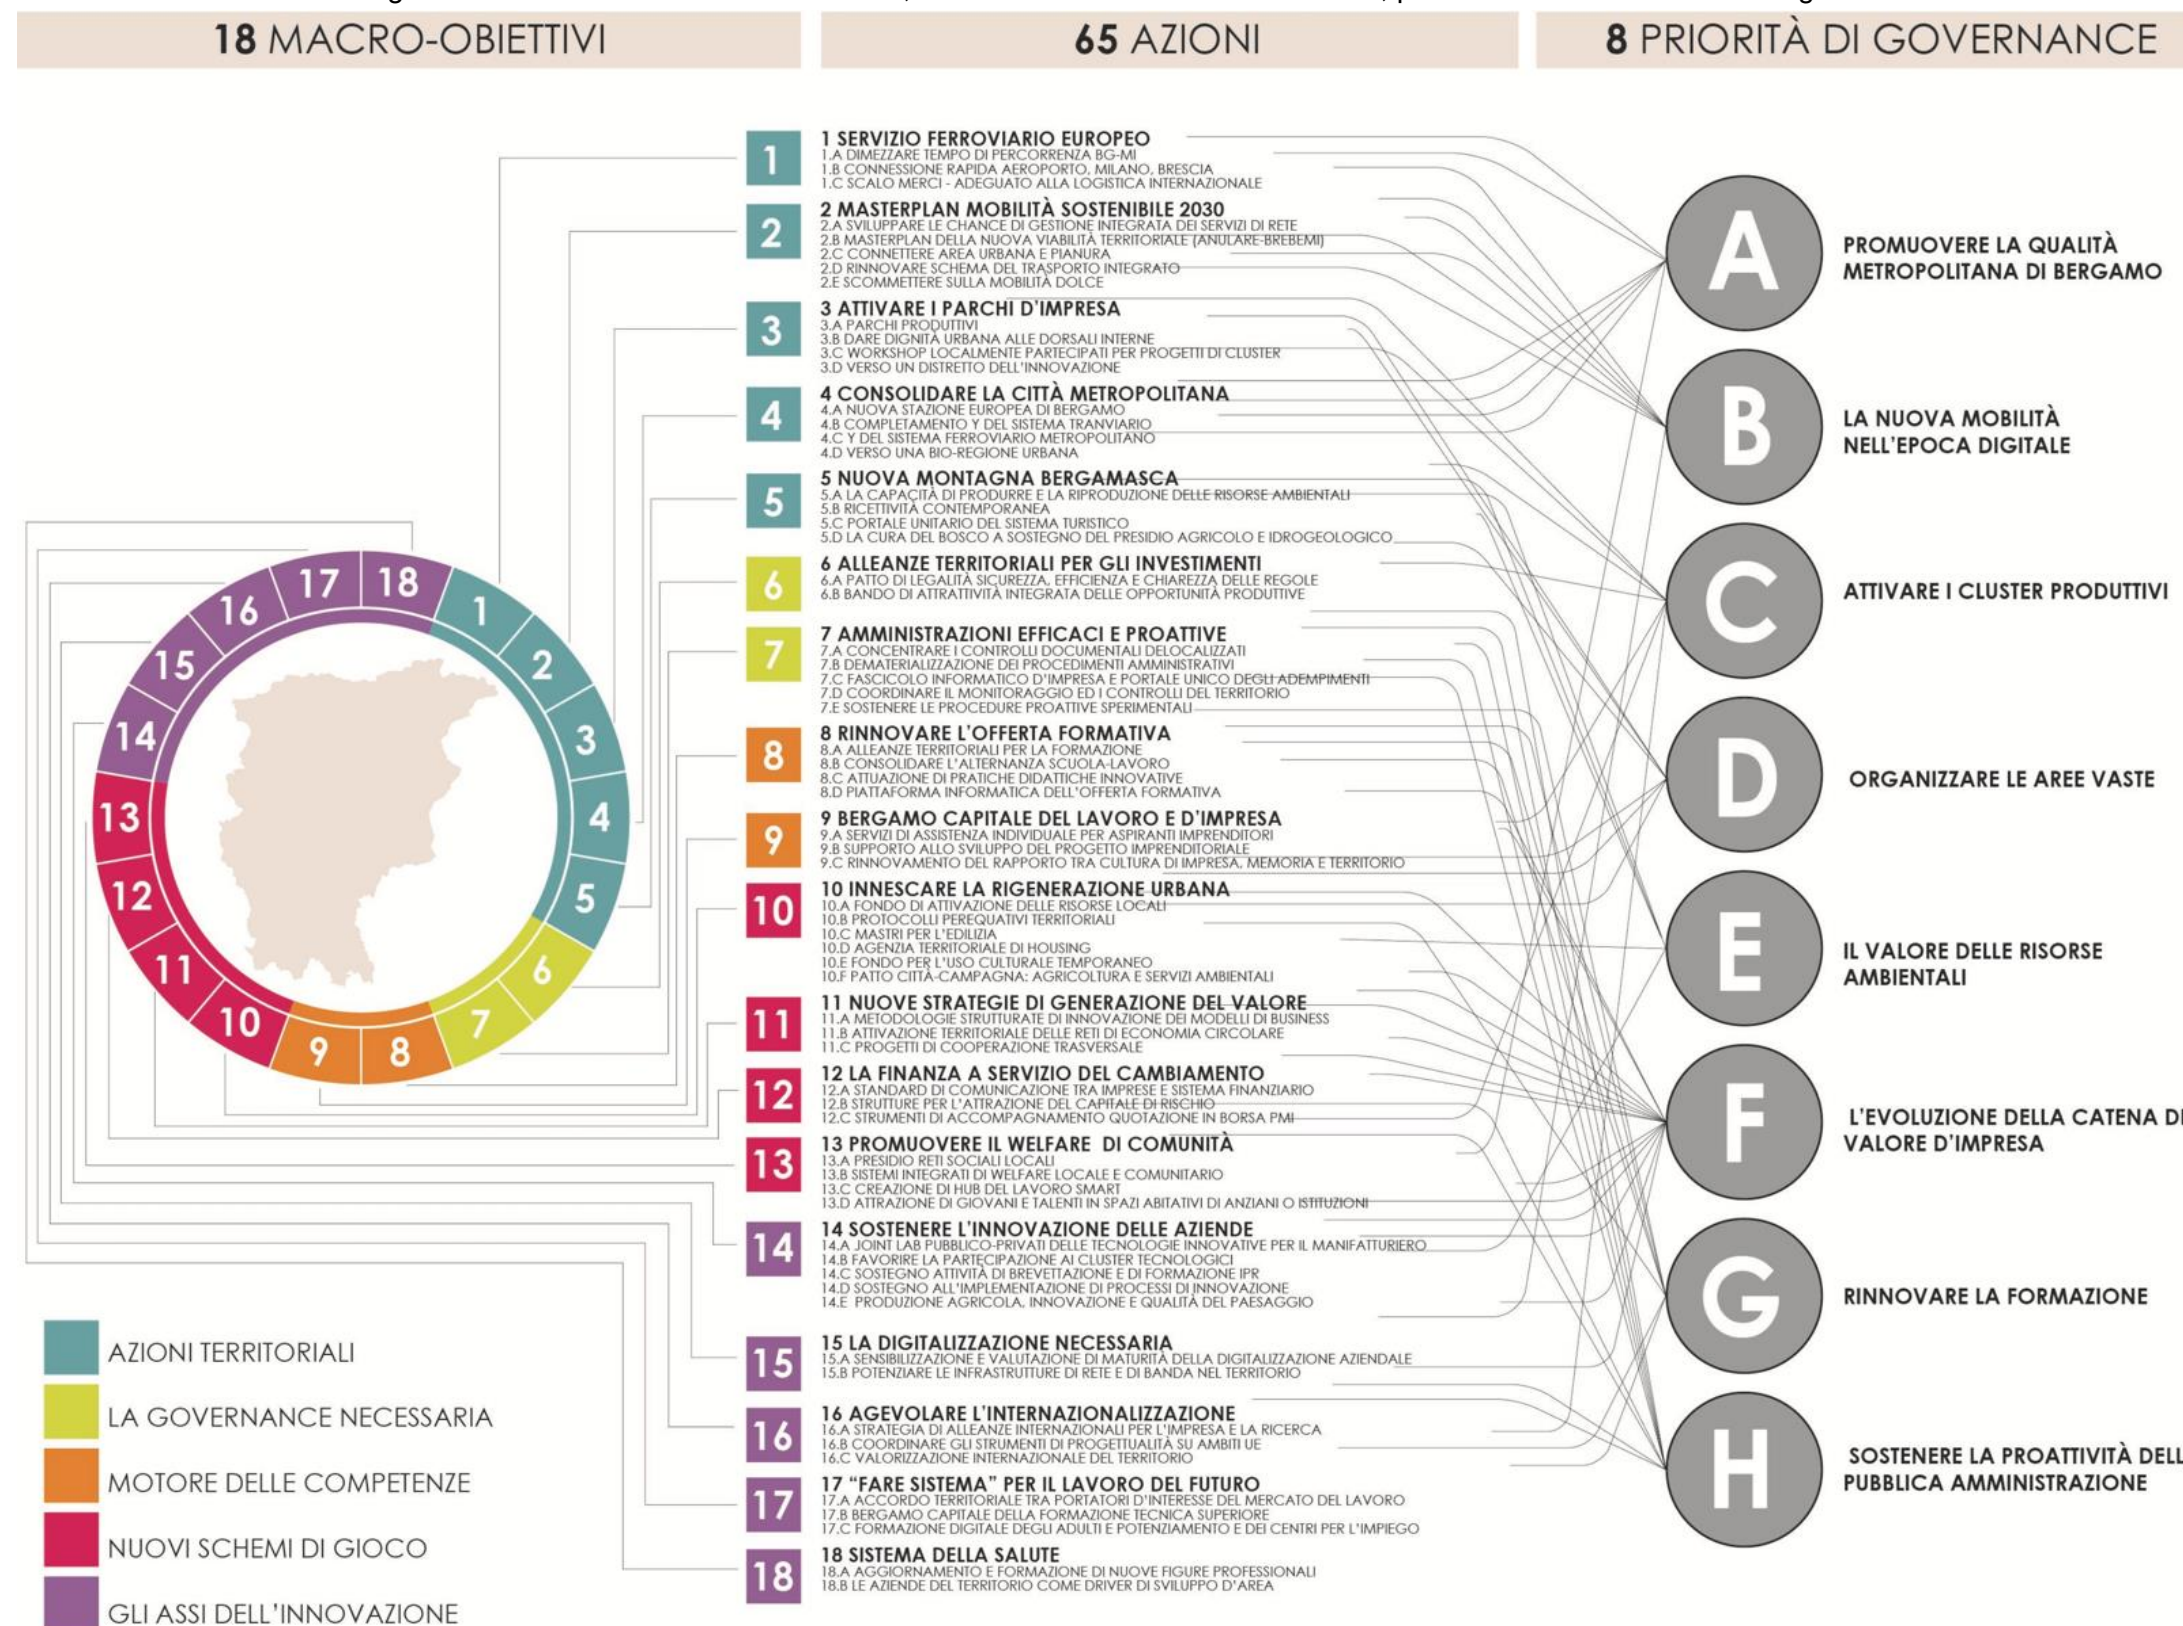 18 MACRO-OBIETTIVI
65 AZIONI
8 PRIORITÀ DI GOVERNANCE
1
1 SERVIZIO FERROVIARIO EUROPEO
1.A DIMEZZARE TEMPO DI PERCORRENZA BG-MI
1.B CONNESSIONE RAPIDA AEROPORTO, MILANO, BRESCIA
1.C SCALO MERCI - ADEGUATO ALLA LOGISTICA INTERNAZIONALE
2
2 MASTERPLAN MOBILITÀ SOSTENIBILE 2030
2.A SVILUPPARE LE CHANCE DI GESTIONE INTEGRATA DEI SERVIZI DI RETE
2.B MASTERPLAN DELLA NUOVA VIABILITÀ TERRITORIALE (ANULARE-BREBEMI)
2.C CONNETTERE AREA URBANA E PIANURA
2.D RINNOVARE SCHEMA DEL TRASPORTO INTEGRATO
2.E SCOMMETTERE SULLA MOBILITÀ DOLCE
3
3 ATTIVARE I PARCHI D'IMPRESA
3.A PARCHI PRODUTTIVI
3.B DARE DIGNITÀ URBANA ALLE DORSALI INTERNE
3.C WORKSHOP LOCALMENTE PARTECIPATI PER PROGETTI DI CLUSTER
3.D VERSO UN DISTRETTO DELL'INNOVAZIONE
4
4 CONSOLIDARE LA CITTÀ METROPOLITANA
4.A NUOVA STAZIONE EUROPEA DI BERGAMO
4.B COMPLETAMENTO Y DEL SISTEMA TRANVIARIO
4.C Y DEL SISTEMA FERROVIARIO METROPOLITANO
4.D VERSO UNA BIO-REGIONE URBANA
5
5 NUOVA MONTAGNA BERGAMASCA
5.A LA CAPACITÀ DI PRODURRE E LA RIPRODUZIONE DELLE RISORSE AMBIENTALI
5.B RICETTIVITÀ CONTEMPORANEA
5.C PORTALE UNITARIO DEL SISTEMA TURISTICO
5.D LA CURA DEL BOSCO A SOSTEGNO DEL PRESIDIO AGRICOLO E IDROGEOLOGICO
6
6 ALLEANZE TERRITORIALI PER GLI INVESTIMENTI
6.A PATTO DI LEGALITÀ SICUREZZA, EFFICIENZA E CHIAREZZA DELLE REGOLE
6.B BANDO DI ATTRATTIVITÀ INTEGRATA DELLE OPPORTUNITÀ PRODUTTIVE
7
7 AMMINISTRAZIONI EFFICACI E PROATTIVE
7.A CONCENTRARE I CONTROLLI DOCUMENTALI DELOCALIZZATI
7.B DEMATERIALIZZAZIONE DEI PROCEDIMENTI AMMINISTRATIVI
7.C FASCICOLO INFORMATICO D'IMPRESA E PORTALE UNICO DEGLI ADEMPIMENTI
7.D COORDINARE IL MONITORAGGIO ED I CONTROLLI DEL TERRITORIO
7.E SOSTENERE LE PROCEDURE PROATTIVE SPERIMENTALI
8
8 RINNOVARE L'OFFERTA FORMATIVA
8.A ALLEANZE TERRITORIALI PER LA FORMAZIONE
8.B CONSOLIDARE L'ALTERNANZA SCUOLA-LAVORO
8.C ATTUAZIONE DI PRATICHE DIDATTICHE INNOVATIVE
8.D PIATTAFORMA INFORMATICA DELL'OFFERTA FORMATIVA
9
9 BERGAMO CAPITALE DEL LAVORO E D'IMPRESA
9.A SERVIZI DI ASSISTENZA INDIVIDUALE PER ASPIRANTI IMPRENDITORI
9.B SUPPORTO ALLO SVILUPPO DEL PROGETTO IMPRENDITORIALE
9.C RINNOVAMENTO DEL RAPPORTO TRA CULTURA DI IMPRESA, MEMORIA E TERRITORIO
10
10 INNESCARE LA RIGENERAZIONE URBANA
10.A FONDO DI ATTIVAZIONE DELLE RISORSE LOCALI
10.B PROTOCOLLI PEREQUATIVI TERRITORIALI
10.C MASTRI PER L'EDILIZIA
10.D AGENZIA TERRITORIALE DI HOUSING
10.E FONDO PER L'USO CULTURALE TEMPORANEO
10.F PATTO CITTÀ-CAMPAGNA: AGRICOLTURA E SERVIZI AMBIENTALI
11
11 NUOVE STRATEGIE DI GENERAZIONE DEL VALORE
11.A METODOLOGIE STRUTTURATE DI INNOVAZIONE DEI MODELLI DI BUSINESS
11.B ATTIVAZIONE TERRITORIALE DELLE RETI DI ECONOMIA CIRCOLARE
11.C PROGETTI DI COOPERAZIONE TRASVERSALE
12
12 LA FINANZA A SERVIZIO DEL CAMBIAMENTO
12.A STANDARD DI COMUNICAZIONE TRA IMPRESE E SISTEMA FINANZIARIO
12.B STRUTTURE PER L'ATTRAZIONE DEL CAPITALE DI RISCHIO
12.C STRUMENTI DI ACCOMPAGNAMENTO QUOTAZIONE IN BORSA PMI
13
13 PROMUOVERE IL WELFARE DI COMUNITÀ
13.A PRESIDIO RETI SOCIALI LOCALI
13.B SISTEMI INTEGRATI DI WELFARE LOCALE E COMUNITARIO
13.C CREAZIONE DI HUB DEL LAVORO SMART
13.D ATTRAZIONE DI GIOVANI E TALENTI IN SPAZI ABITATIVI DI ANZIANI O ISTITUZIONI
14
14 SOSTENERE L'INNOVAZIONE DELLE AZIENDE
14.A JOINT LAB PUBBLICO-PRIVATI DELLE TECNOLOGIE INNOVATIVE PER IL MANIFATTURIERO
14.B FAVORIRE LA PARTECIPAZIONE AI CLUSTER TECNOLOGICI
14.C SOSTEGNO ATTIVITÀ DI BREVETTAZIONE E DI FORMAZIONE IPR
14.D SOSTEGNO ALL'IMPLEMENTAZIONE DI PROCESSI DI INNOVAZIONE
14.E PRODUZIONE AGRICOLA, INNOVAZIONE E QUALITÀ DEL PAESAGGIO
15
15 LA DIGITALIZZAZIONE NECESSARIA
15.A SENSIBILIZZAZIONE E VALUTAZIONE DI MATURITÀ DELLA DIGITALIZZAZIONE AZIENDALE
15.B POTENZIARE LE INFRASTRUTTURE DI RETE E DI BANDA NEL TERRITORIO
16
16 AGEVOLARE L'INTERNAZIONALIZZAZIONE
16.A STRATEGIA DI ALLEANZE INTERNAZIONALI PER L'IMPRESA E LA RICERCA
16.B COORDINARE GLI STRUMENTI DI PROGETTUALITÀ SU AMBITI UE
16.C VALORIZZAZIONE INTERNAZIONALE DEL TERRITORIO
17
17 "FARE SISTEMA" PER IL LAVORO DEL FUTURO
17.A ACCORDO TERRITORIALE TRA PORTATORI D'INTERESSE DEL MERCATO DEL LAVORO
17.B BERGAMO CAPITALE DELLA FORMAZIONE TECNICA SUPERIORE
17.C FORMAZIONE DIGITALE DEGLI ADULTI E POTENZIAMENTO E DEI CENTRI PER L'IMPIEGO
18
18 SISTEMA DELLA SALUTE
18.A AGGIORNAMENTO E FORMAZIONE DI NUOVE FIGURE PROFESSIONALI
18.B LE AZIENDE DEL TERRITORIO COME DRIVER DI SVILUPPO D'AREA
1
2
3
4
5
6
7
8
9
10
11
12
13
14
15
16
17
18
AZIONI TERRITORIALI
LA GOVERNANCE NECESSARIA
MOTORE DELLE COMPETENZE
NUOVI SCHEMI DI GIOCO
GLI ASSI DELL'INNOVAZIONE
A
PROMUOVERE LA QUALITÀ
METROPOLITANA DI BERGAMO
B
LA NUOVA MOBILITÀ
NELL'EPOCA DIGITALE
C
ATTIVARE I CLUSTER PRODUTTIVI
D
ORGANIZZARE LE AREE VASTE
E
IL VALORE DELLE RISORSE
AMBIENTALI
F
L'EVOLUZIONE DELLA CATENA DE
VALORE D'IMPRESA
G
RINNOVARE LA FORMAZIONE
H
SOSTENERE LA PROATTIVITÀ DELL
PUBBLICA AMMINISTRAZIONE